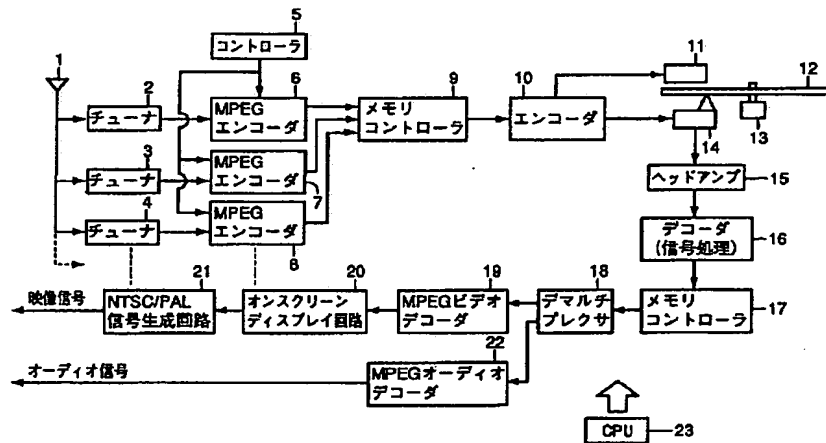 5
コントローラ
1
2
チューナ
6
MPEG
エンコーダ
9
メモリ
コントローラ
10
エンコーダ
11
12
13
14
3
チューナ
MPEG
エンコーダ
7
4
チューナ
MPEG
エンコーダ
8
ヘッドアンプ
15
デコーダ
(信号処理)
16
映像信号
21
NTSC/PAL
信号生成回路
20
オンスクリーン
ディスプレイ回路
19
MPEGビデオ
デコーダ
18
デマルチ
プレクサ
メモリ
コントローラ
17
オーディオ信号
22
MPEGオーディオ
デコーダ
CPU
23